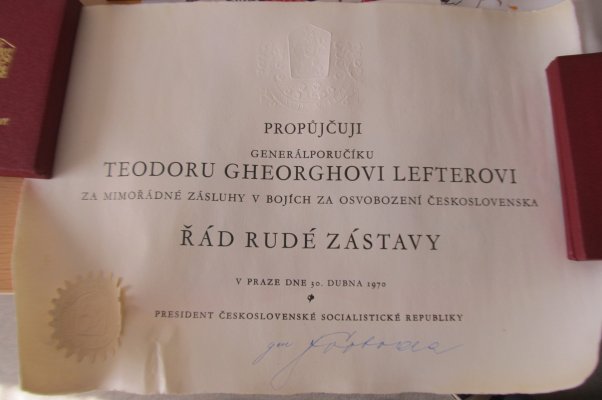 PROPŮJČUJI
GENERÁLPORUČÍKU
TEODORU GHEORGHOVI LEFTEROVI
ZA MIMOŘÁDNÉ ZÁSLUHY V BOJÍCH ZA OSVOBOZENÍ ČESKOSLOVENSKA
ŘÁD RUDÉ ZÁSTAVY
V PRAZE DNE 30. DUBNA 1970
PRESIDENT ČESKOSLOVENSKÉ SOCIALISTICKÉ REPUBLIKY